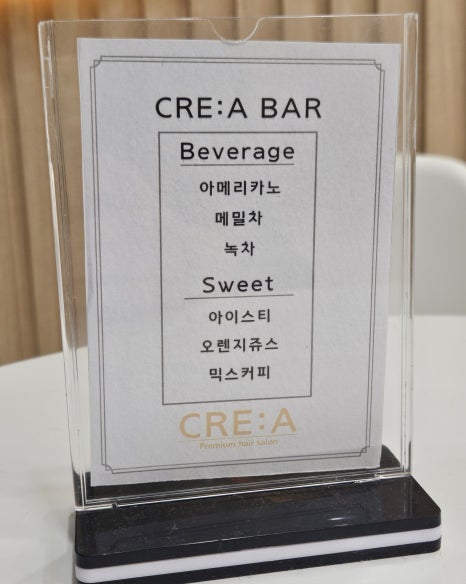 CRE:A BAR
Beverage
아메리카노
메밀차
녹차
Sweet
아이스티
오렌지쥬스
믹스커피
CRE:A
Premium hair salon